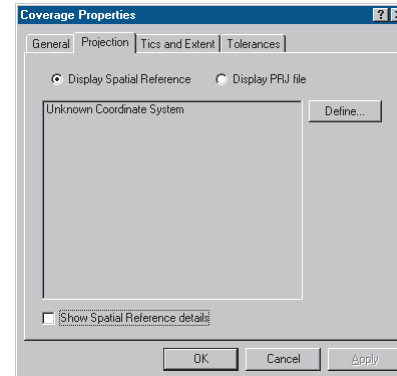 Coverage Properties
General Projection Tics and Extent Tolerances
Display Spatial Reference Display PRJ file
Unknown Coordinate System Define...
Show Spatial Reference details
OK Cancel Apply